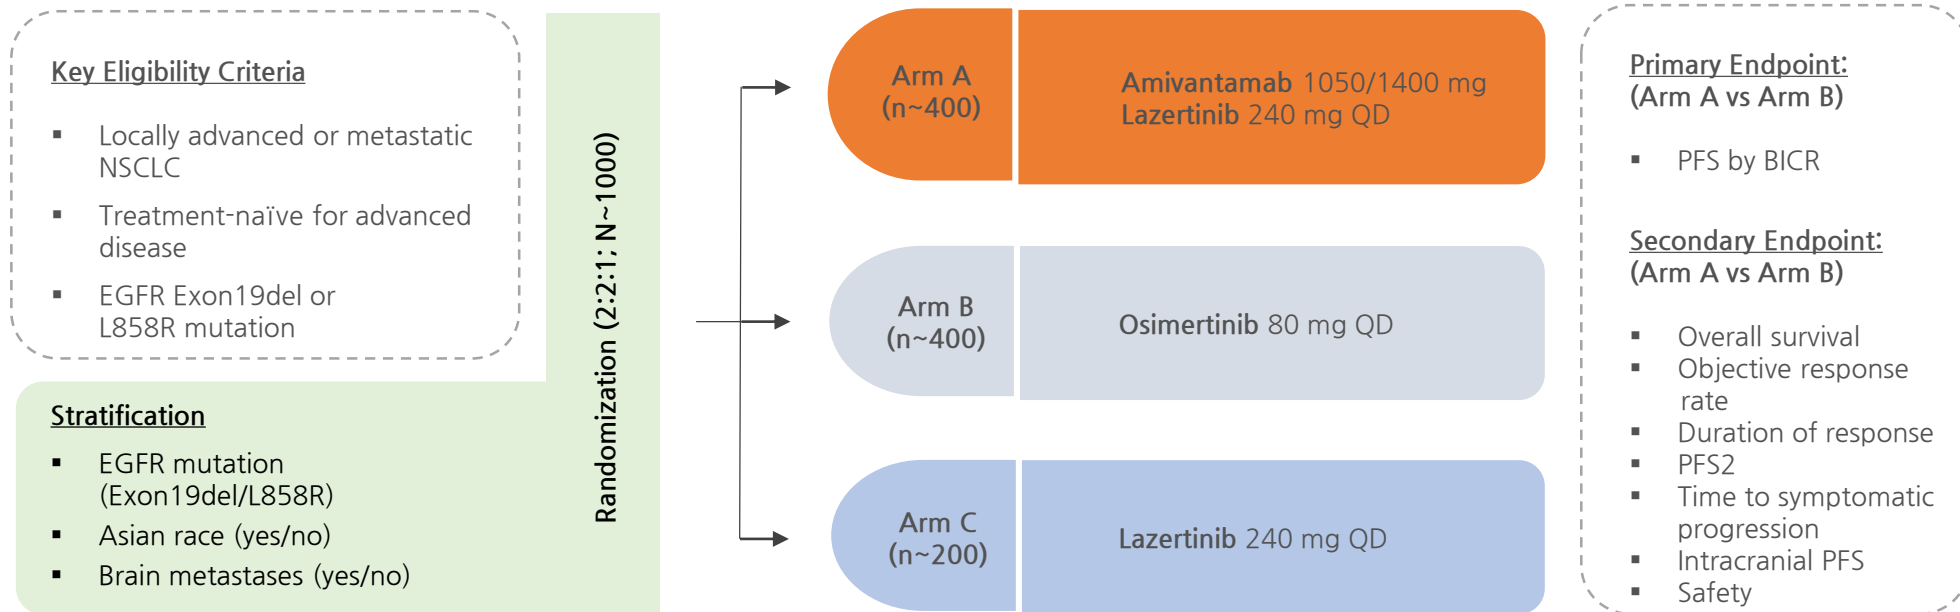 Key Eligibility Criteria
▪ Locally advanced or metastatic
NSCLC
▪ Treatment-naïve for advanced
disease
▪ EGFR Exon19del or
L858R mutation
Stratification
▪ EGFR mutation
(Exon19del/L858R)
▪ Asian race (yes/no)
▪ Brain metastases (yes/no)
Randomization (2:2:1; N~1000)
Arm A
(n~400)
Amivantamab 1050/1400 mg
Lazertinib 240 mg QD
Arm B
(n~400)
Osimertinib 80 mg QD
Arm C
(n~200)
Lazertinib 240 mg QD
Primary Endpoint:
(Arm A vs Arm B)
▪ PFS by BICR
Secondary Endpoint:
(Arm A vs Arm B)
▪ Overall survival
▪ Objective response
rate
▪ Duration of response
▪ PFS2
▪ Time to symptomatic
progression
▪ Intracranial PFS
▪ Safety